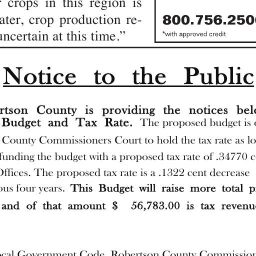 crops in this region is
ater, crop production re-
uncertain at this time.”
800.756.250
*with approved credit
Notice to the Public
rtson County is providing the notices bel
Budget and Tax Rate. The proposed budget is
County Commissioners Court to hold the tax rate as lo
funding the budget with a proposed tax rate of .34770 c
Offices. The proposed tax rate is a .1322 cent decrease
ous four years. This Budget will raise more total p
and of that amount $ 56,783.00 is tax revenu
ocal Government Code, Robertson County Commission